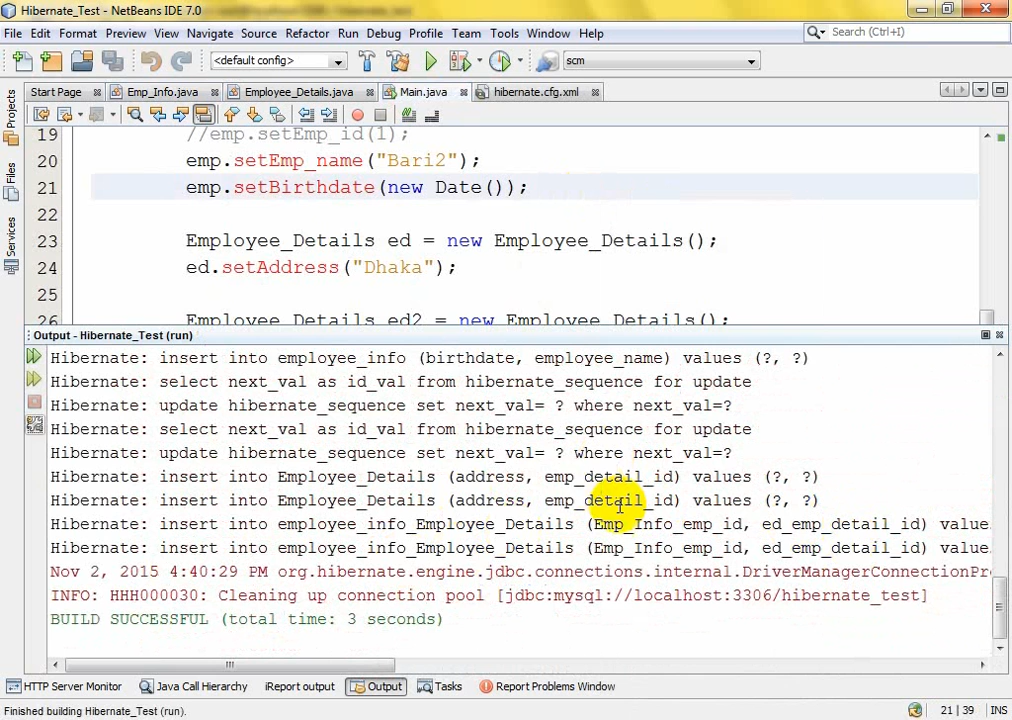 Hibernate_Test - NetBeans IDE 7.0
File Edit Format Preview View Navigate Source Refactor Run Debug Profile Team Tools Window Help Search (Ctrl+I)
<default config> scm
Start Page Emp_Info.java Employee_Details.java Main.java hibernate.cfg.xml
Projects
Files
Services
19 //emp.setEmp_id(1);
20 emp.setEmp_name("Bari2");
21 emp.setBirthdate(new Date());
22
23 Employee_Details ed = new Employee_Details();
24 ed.setAddress("Dhaka");
25
26 Employee_Details ed2 = new Employee_Details();
Output - Hibernate_Test (run)
Hibernate: insert into employee_info (birthdate, employee_name) values (?, ?)
Hibernate: select next_val as id_val from hibernate_sequence for update
Hibernate: update hibernate_sequence set next_val= ? where next_val=?
Hibernate: select next_val as id_val from hibernate_sequence for update
Hibernate: update hibernate_sequence set next_val= ? where next_val=?
Hibernate: insert into Employee_Details (address, emp_detail_id) values (?, ?)
Hibernate: insert into Employee_Details (address, emp_detail_id) values (?, ?)
Hibernate: insert into employee_info_Employee_Details (Emp_Info_emp_id, ed_emp_detail_id) value
Hibernate: insert into employee_info_Employee_Details (Emp_Info_emp_id, ed_emp_detail_id) value
Nov 2, 2015 4:40:29 PM org.hibernate.engine.jdbc.connections.internal.DriverManagerConnectionPr
INFO: HHH000030: Cleaning up connection pool [jdbc:mysql://localhost:3306/hibernate_test]
BUILD SUCCESSFUL (total time: 3 seconds)
HTTP Server Monitor Java Call Hierarchy iReport output Output Tasks Report Problems Window
Finished building Hibernate_Test (run). 21 | 39 INS